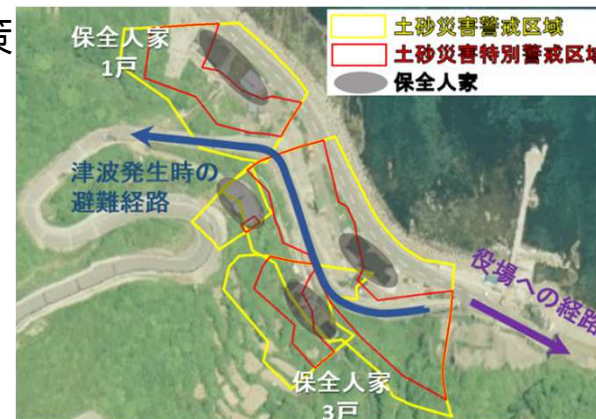 策
保全人家
1戸
土砂災害警戒区域
土砂災害特別警戒区域
保全人家
津波発生時の
避難経路
役場への経路
保全人家
3戸